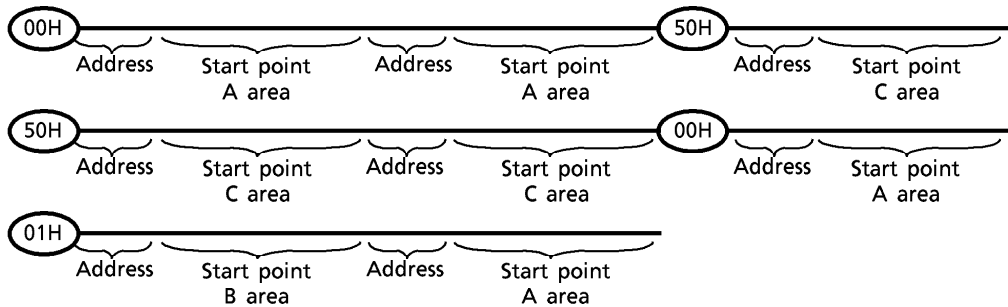 00H 50H
Address Start point Address Start point Address Start point
A area A area C area
50H 00H
Address Start point Address Start point Address Start point
C area C area A area
01H
Address Start point Address Start point
B area A area